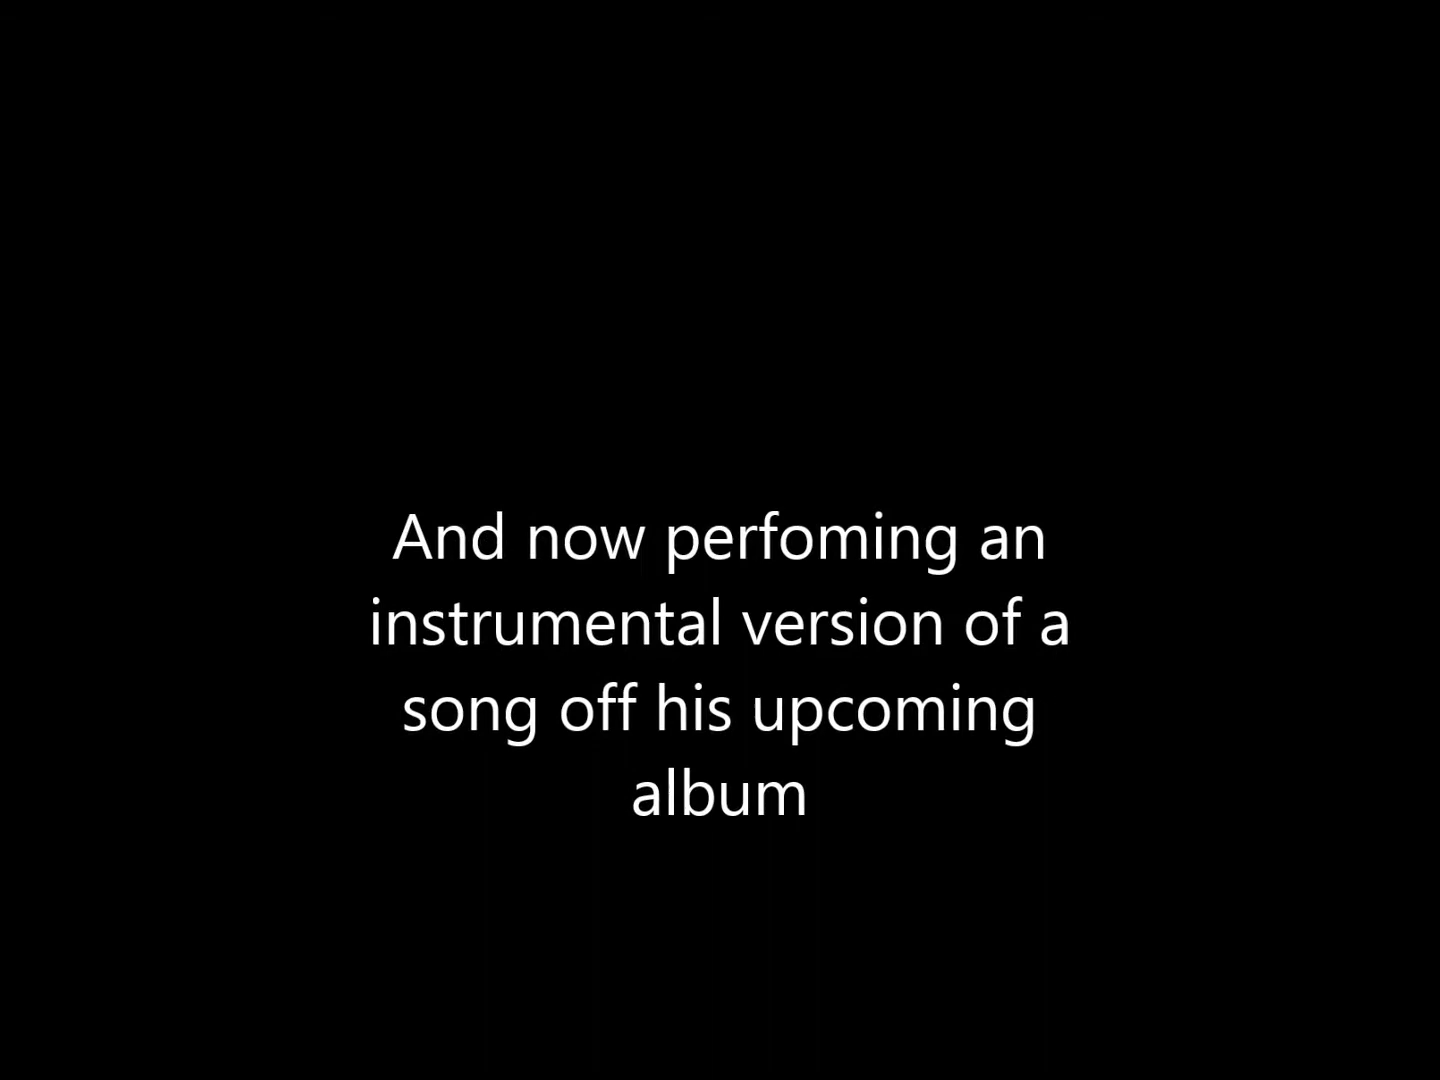 And now perfoming an
instrumental version of a
song off his upcoming
album